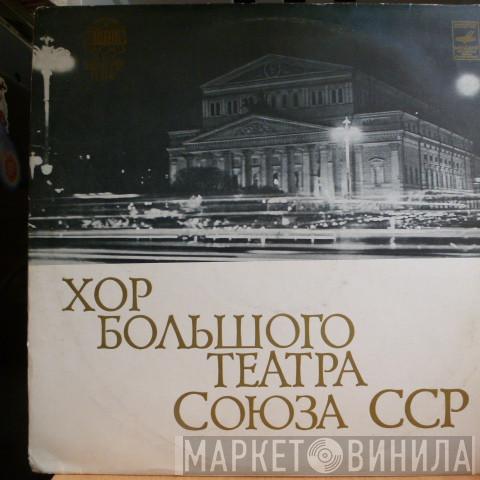 ХОР
БОЛЬШОГО
ТЕАТРА
СОЮЗА ССР
МАРКЕТ ВИНИЛА